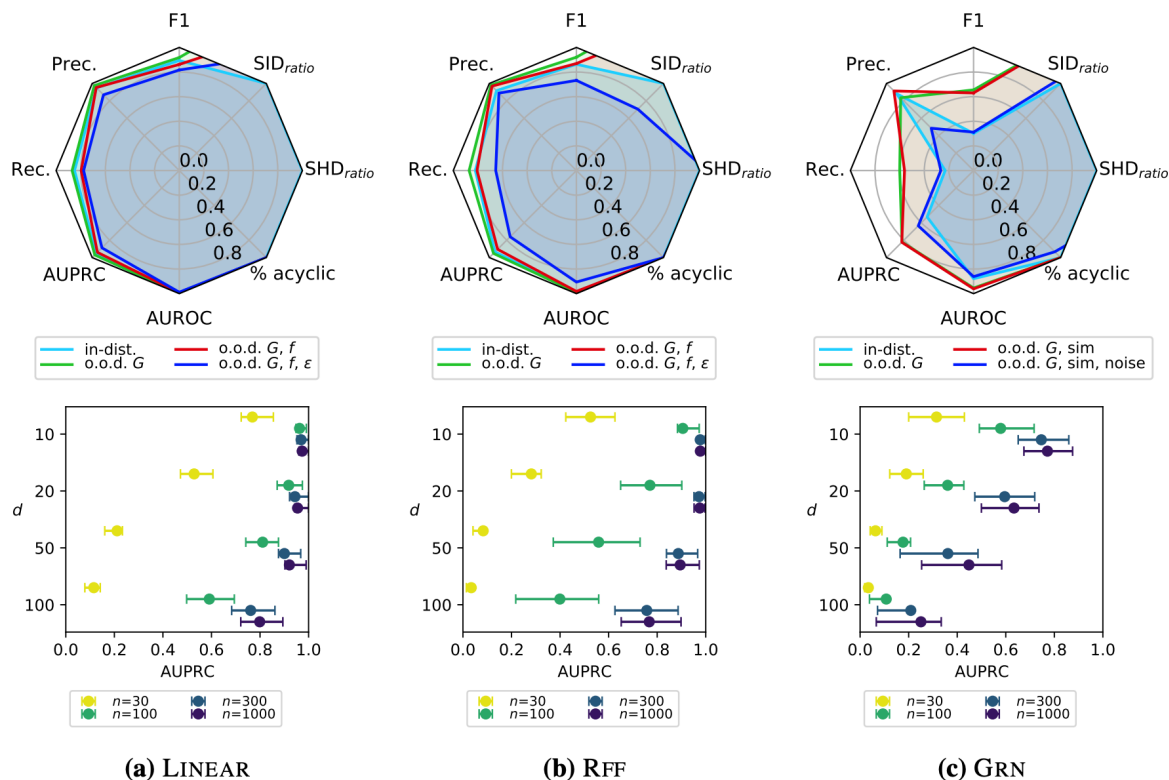 F1
Prec.
SID_ratio
Rec.
SHD_ratio
0.0
0.2
0.4
0.6
0.8
AUPRC
% acyclic
AUROC
in-dist.
o.o.d. G, f
o.o.d. G
o.o.d. G, f, ε
F1
Prec.
SID_ratio
Rec.
SHD_ratio
0.0
0.2
0.4
0.6
0.8
AUPRC
% acyclic
AUROC
in-dist.
o.o.d. G, f
o.o.d. G
o.o.d. G, f, ε
F1
Prec.
SID_ratio
Rec.
SHD_ratio
0.0
0.2
0.4
0.6
0.8
AUPRC
% acyclic
AUROC
in-dist.
o.o.d. G, sim
o.o.d. G
o.o.d. G, sim, noise
10
20
d
50
100
0.0 0.2 0.4 0.6 0.8 1.0
AUPRC
n=30 n=300
n=100 n=1000
10
20
d
50
100
0.0 0.2 0.4 0.6 0.8 1.0
AUPRC
n=30 n=300
n=100 n=1000
10
20
d
50
100
0.0 0.2 0.4 0.6 0.8 1.0
AUPRC
n=30 n=300
n=100 n=1000
(a) LINEAR
(b) RFF
(c) GRN